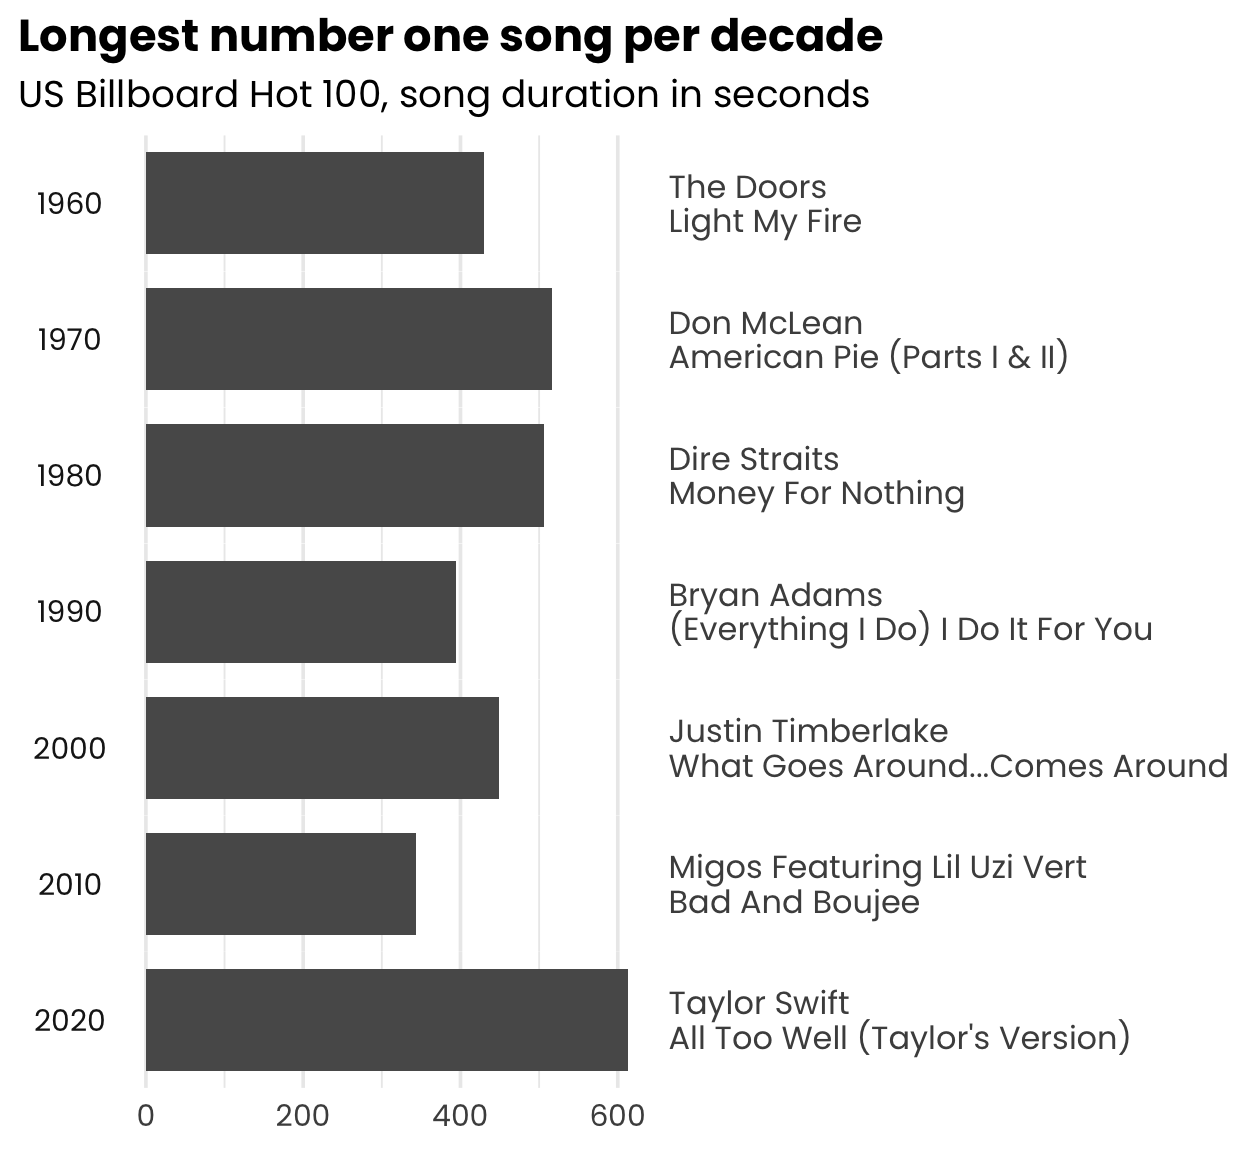 Longest number one song per decade
US Billboard Hot 100, song duration in seconds
1960
The Doors
Light My Fire
1970
Don McLean
American Pie (Parts I & II)
1980
Dire Straits
Money For Nothing
1990
Bryan Adams
(Everything I Do) I Do It For You
2000
Justin Timberlake
What Goes Around...Comes Around
2010
Migos Featuring Lil Uzi Vert
Bad And Boujee
2020
Taylor Swift
All Too Well (Taylor's Version)
0 200 400 600